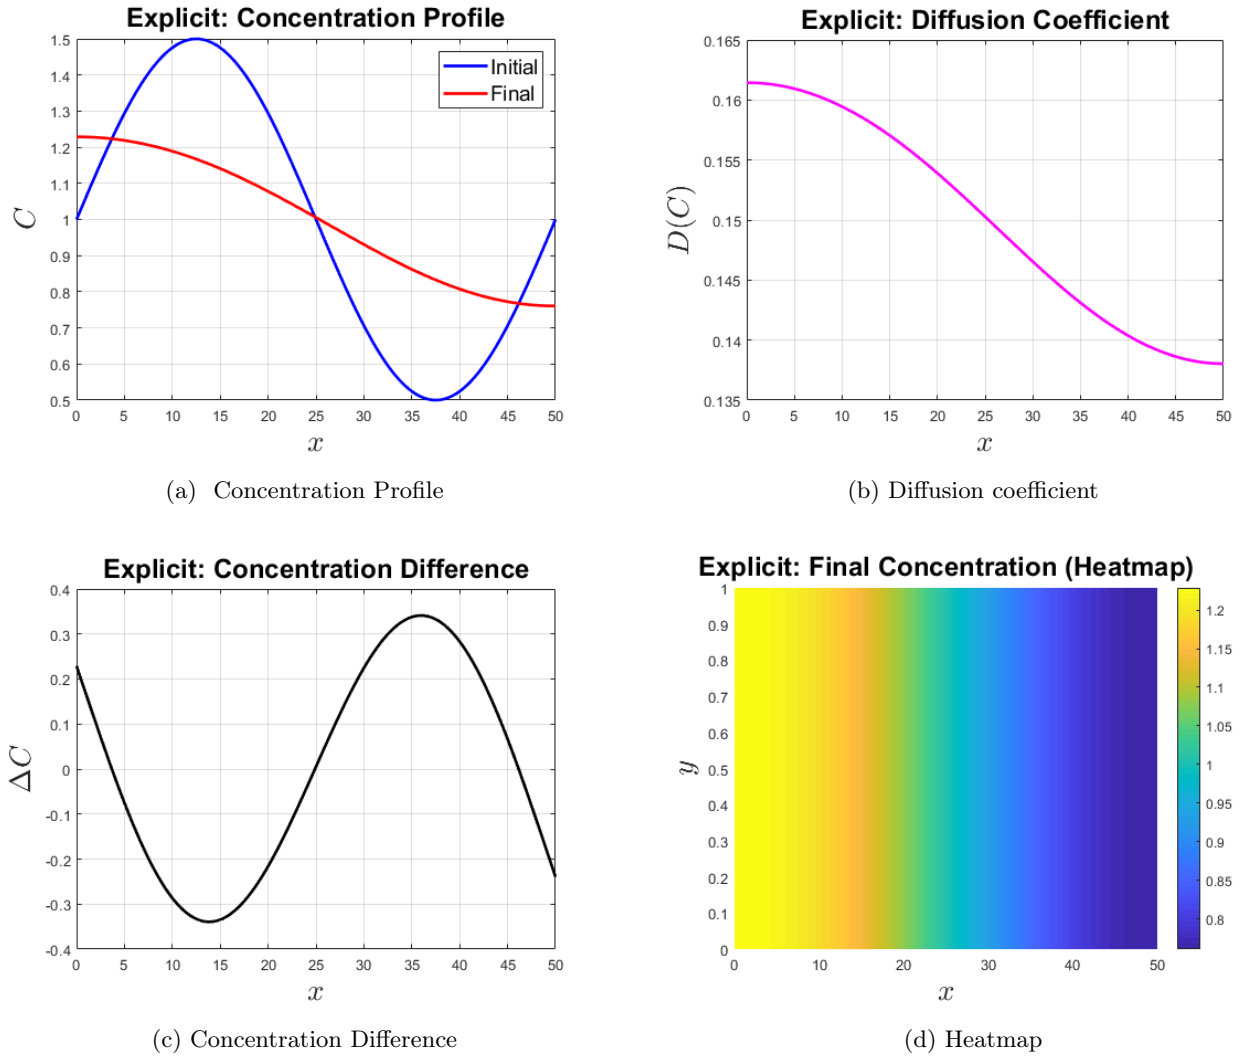 Explicit: Concentration Profile
1.5
1.4
1.3
1.2
1.1
1
0.9
0.8
0.7
0.6
0.5
C
Initial
Final
0 5 10 15 20 25 30 35 40 45 50
x
(a) Concentration Profile
Explicit: Diffusion Coefficient
0.165
0.16
0.155
0.15
0.145
0.14
0.135
D(C)
0 5 10 15 20 25 30 35 40 45 50
x
(b) Diffusion coefficient
Explicit: Concentration Difference
0.4
0.3
0.2
0.1
0
-0.1
-0.2
-0.3
-0.4
ΔC
0 5 10 15 20 25 30 35 40 45 50
x
(c) Concentration Difference
Explicit: Final Concentration (Heatmap)
1
0.9
0.8
0.7
0.6
0.5
0.4
0.3
0.2
0.1
0
y
0 10 20 30 40 50
x
1.2
1.15
1.1
1.05
1
0.95
0.9
0.85
0.8
(d) Heatmap